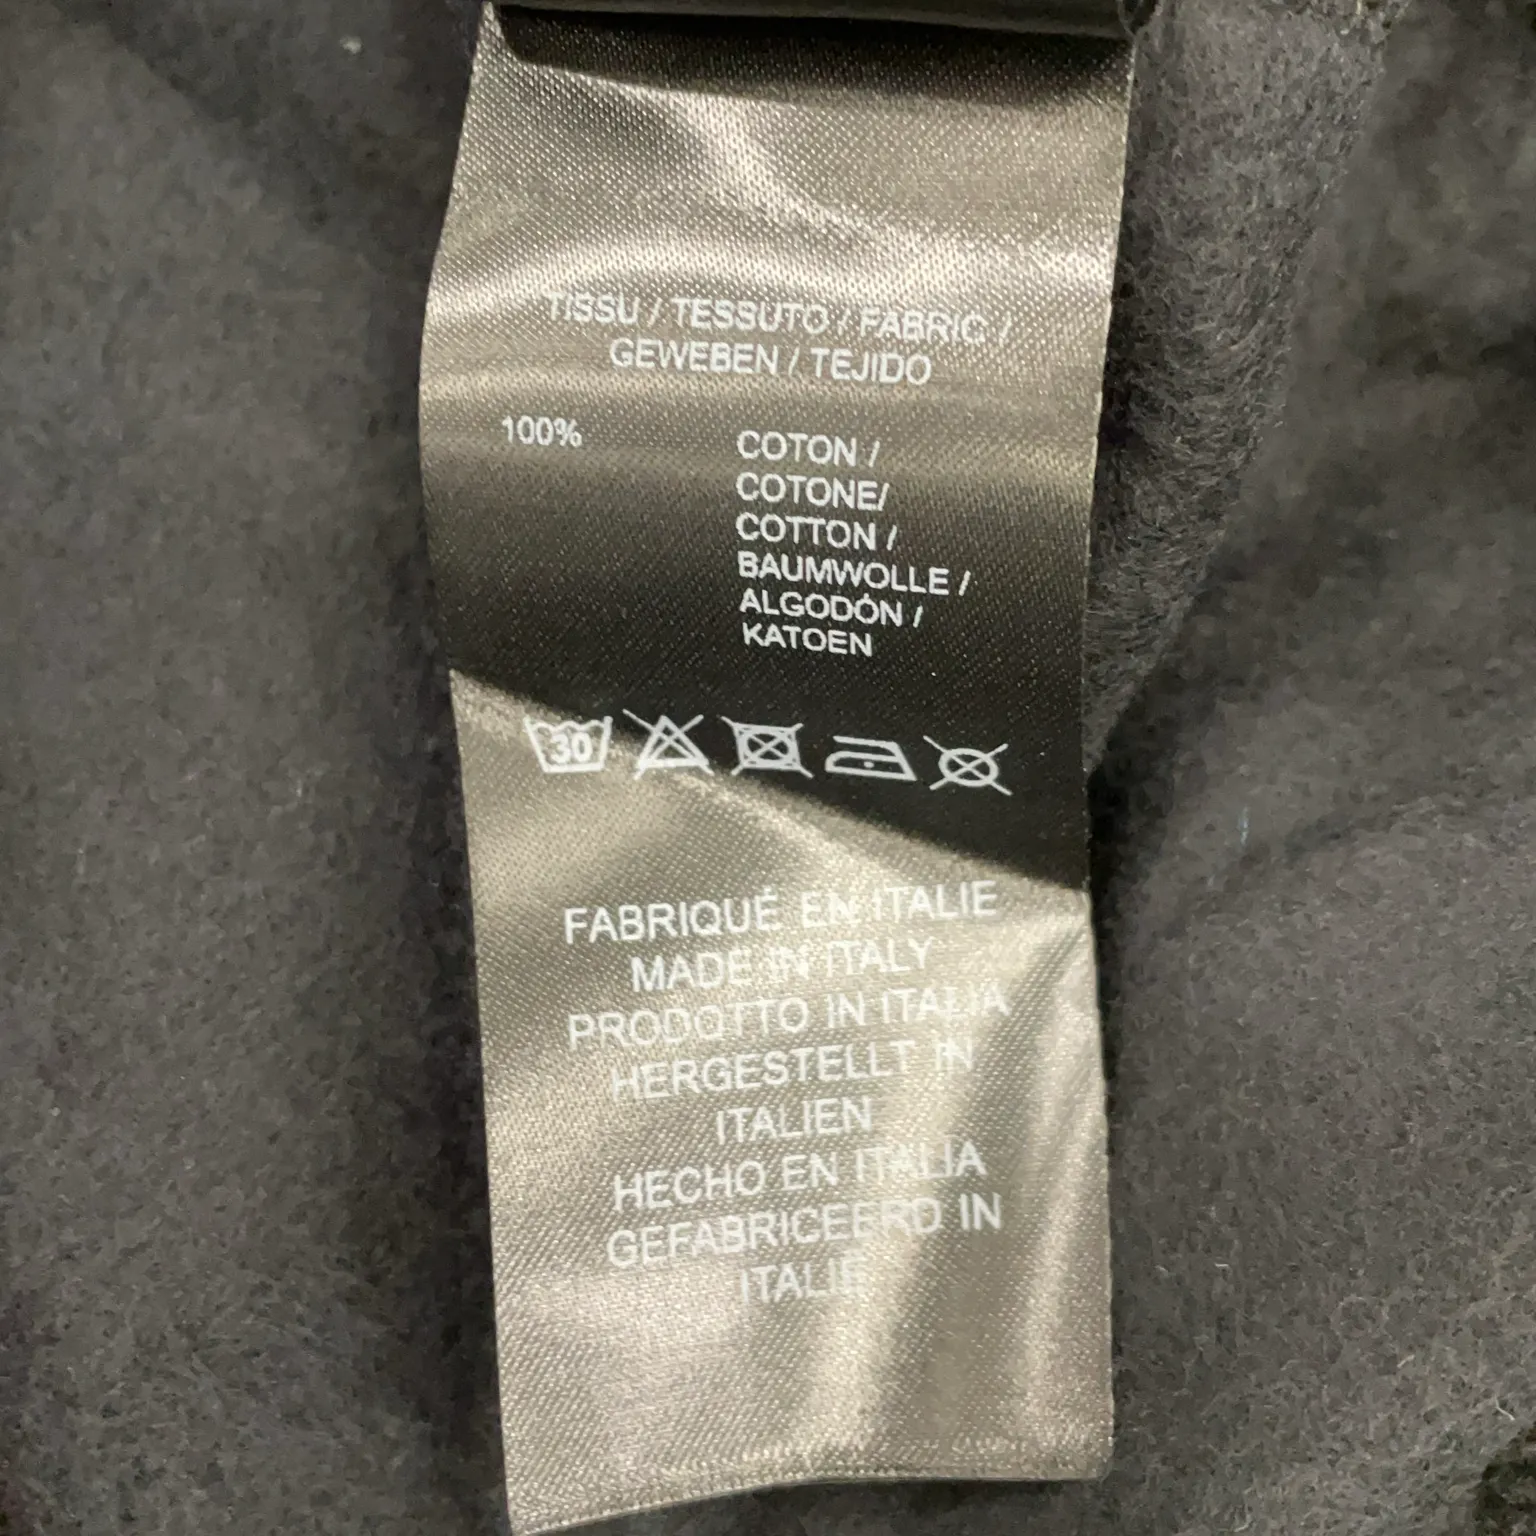 TISSU / TESSUTO / FABRIC /
GEWEBEN / TEJIDO
100%
COTON /
COTONE/
COTTON /
BAUMWOLLE /
ALGODÓN /
KATOEN
30
FABRIQUÉ EN ITALIE
MADE IN ITALY
PRODOTTO IN ITALIA
HERGESTELLT IN
ITALIEN
HECHO EN ITALIA
GEFABRICEERD IN
ITALIE